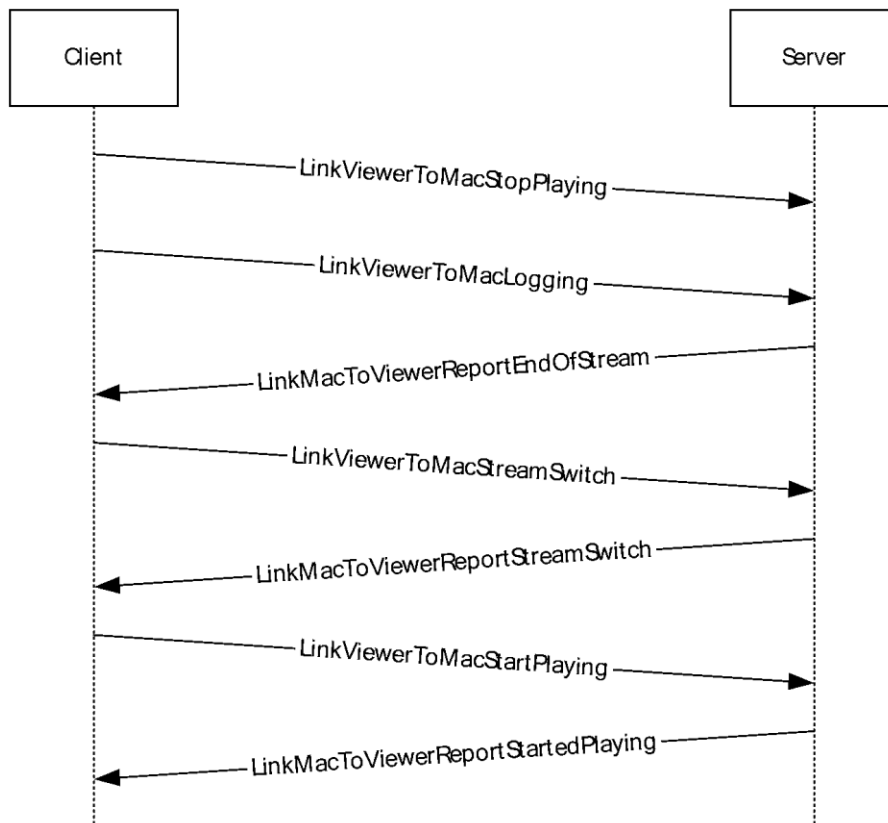 Client
Server
LinkViewerToMacStopPlaying
LinkViewerToMacLogging
LinkMacToViewerReportEndOfStream
LinkViewerToMacStreamSwitch
LinkMacToViewerReportStreamSwitch
LinkViewerToMacStartPlaying
LinkMacToViewerReportStartedPlaying